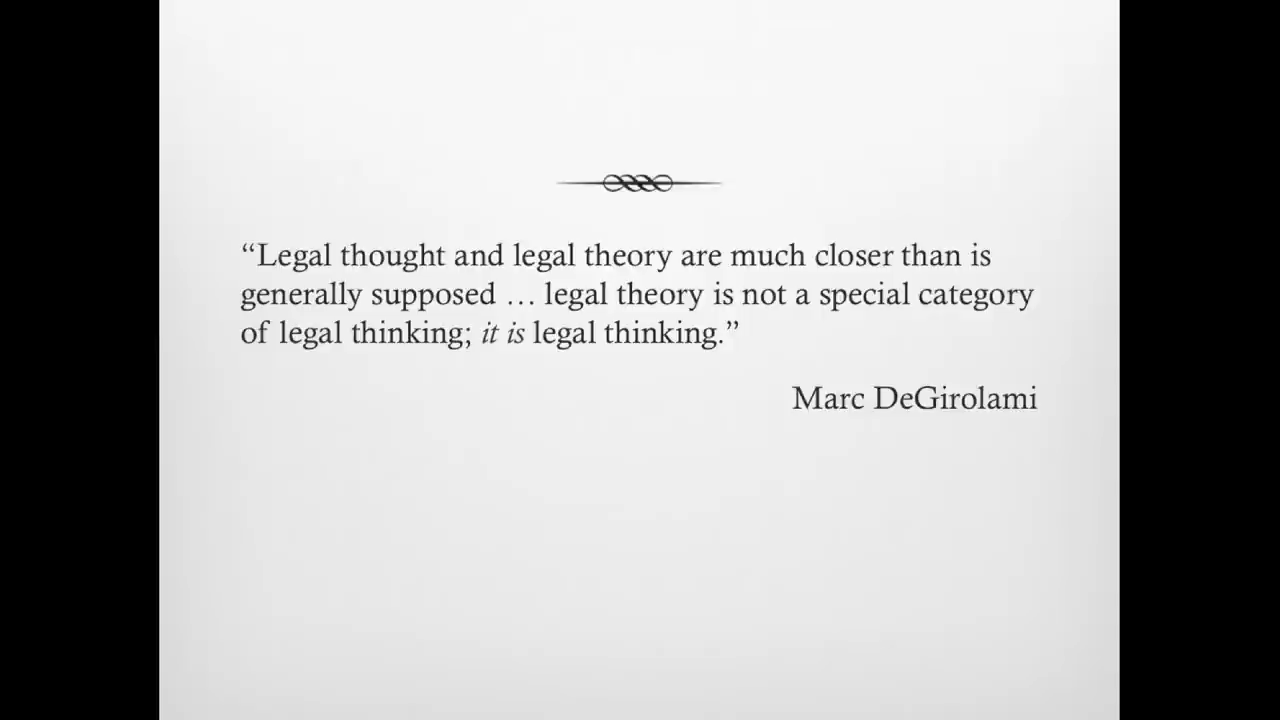 “Legal thought and legal theory are much closer than is
generally supposed … legal theory is not a special category
of legal thinking; it is legal thinking.”
Marc DeGirolami